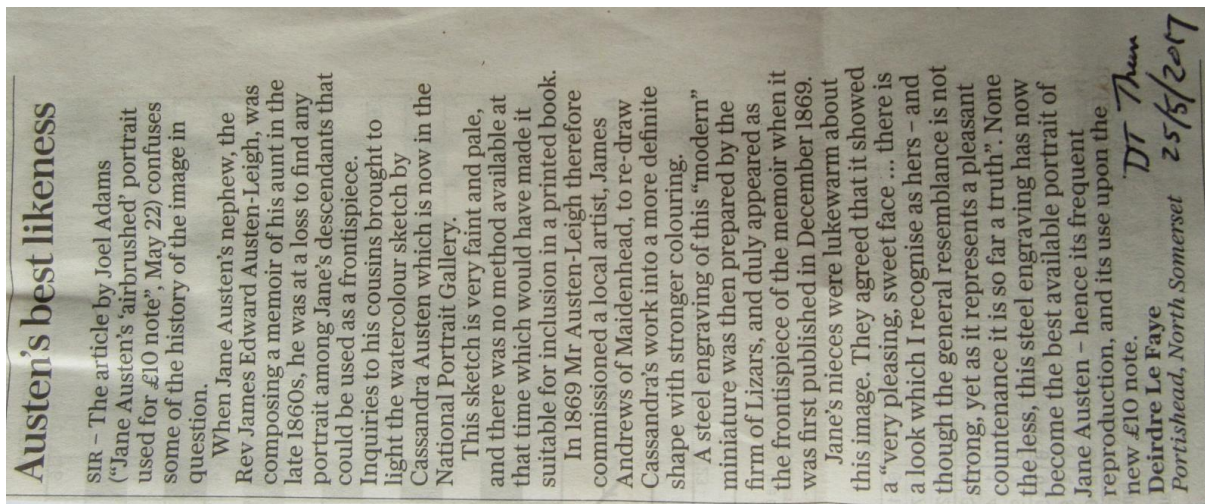 Austen's best likeness
SIR – The article by Joel Adams
("Jane Austen's 'airbrushed' portrait
used for £10 note", May 22) confuses
some of the history of the image in
question.
When Jane Austen's nephew, the
Rev James Edward Austen-Leigh, was
composing a memoir of his aunt in the
late 1860s, he was at a loss to find any
portrait among Jane's descendants that
could be used as a frontispiece.
Inquiries to his cousins brought to
light the watercolour sketch by
Cassandra Austen which is now in the
National Portrait Gallery.
This sketch is very faint and pale,
and there was no method available at
that time which would have made it
suitable for inclusion in a printed book.
In 1869 Mr Austen-Leigh therefore
commissioned a local artist, James
Andrews of Maidenhead, to re-draw
Cassandra's work into a more definite
shape with stronger colouring.
A steel engraving of this "modern"
miniature was then prepared by the
firm of Lizars, and duly appeared as
the frontispiece of the memoir when it
was first published in December 1869.
Jane's nieces were lukewarm about
this image. They agreed that it showed
a "very pleasing, sweet face ... there is
a look which I recognise as hers – and
though the general resemblance is not
strong, yet as it represents a pleasant
countenance it is so far a truth". None
the less, this steel engraving has now
become the best available portrait of
Jane Austen – hence its frequent
reproduction, and its use upon the
new £10 note.
Deirdre Le Faye
Portishead, North Somerset
DT Thurs
25/5/2017